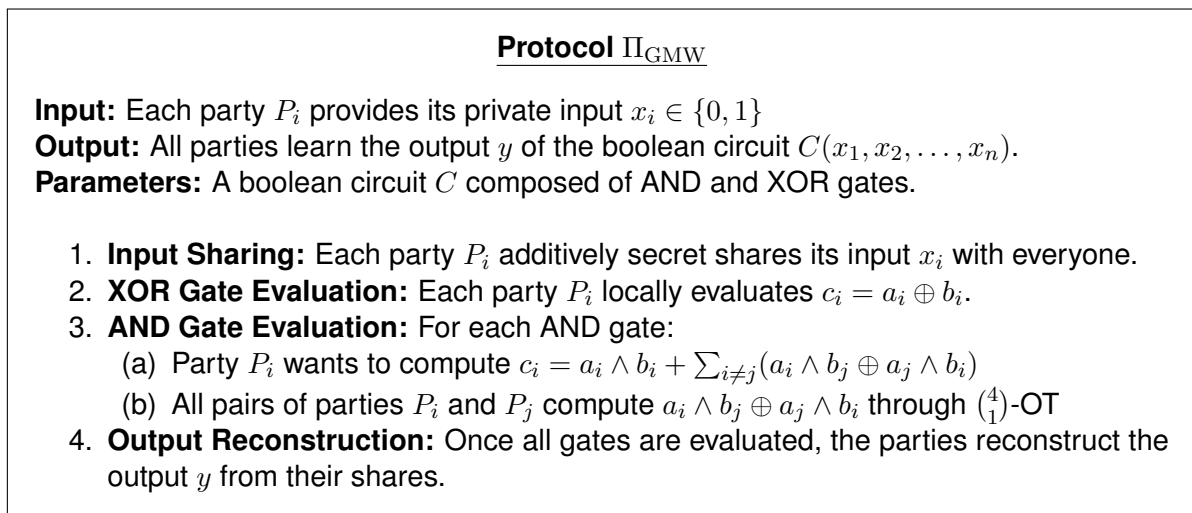 Protocol Π_GMW
Input: Each party P_i provides its private input x_i ∈ {0, 1}
Output: All parties learn the output y of the boolean circuit C(x_1, x_2, . . . , x_n).
Parameters: A boolean circuit C composed of AND and XOR gates.
1. Input Sharing: Each party P_i additively secret shares its input x_i with everyone.
2. XOR Gate Evaluation: Each party P_i locally evaluates c_i = a_i ⊕ b_i.
3. AND Gate Evaluation: For each AND gate:
(a) Party P_i wants to compute c_i = a_i ∧ b_i + ∑_{i≠j}(a_i ∧ b_j ⊕ a_j ∧ b_i)
(b) All pairs of parties P_i and P_j compute a_i ∧ b_j ⊕ a_j ∧ b_i through (4 1)-OT
4. Output Reconstruction: Once all gates are evaluated, the parties reconstruct the
output y from their shares.